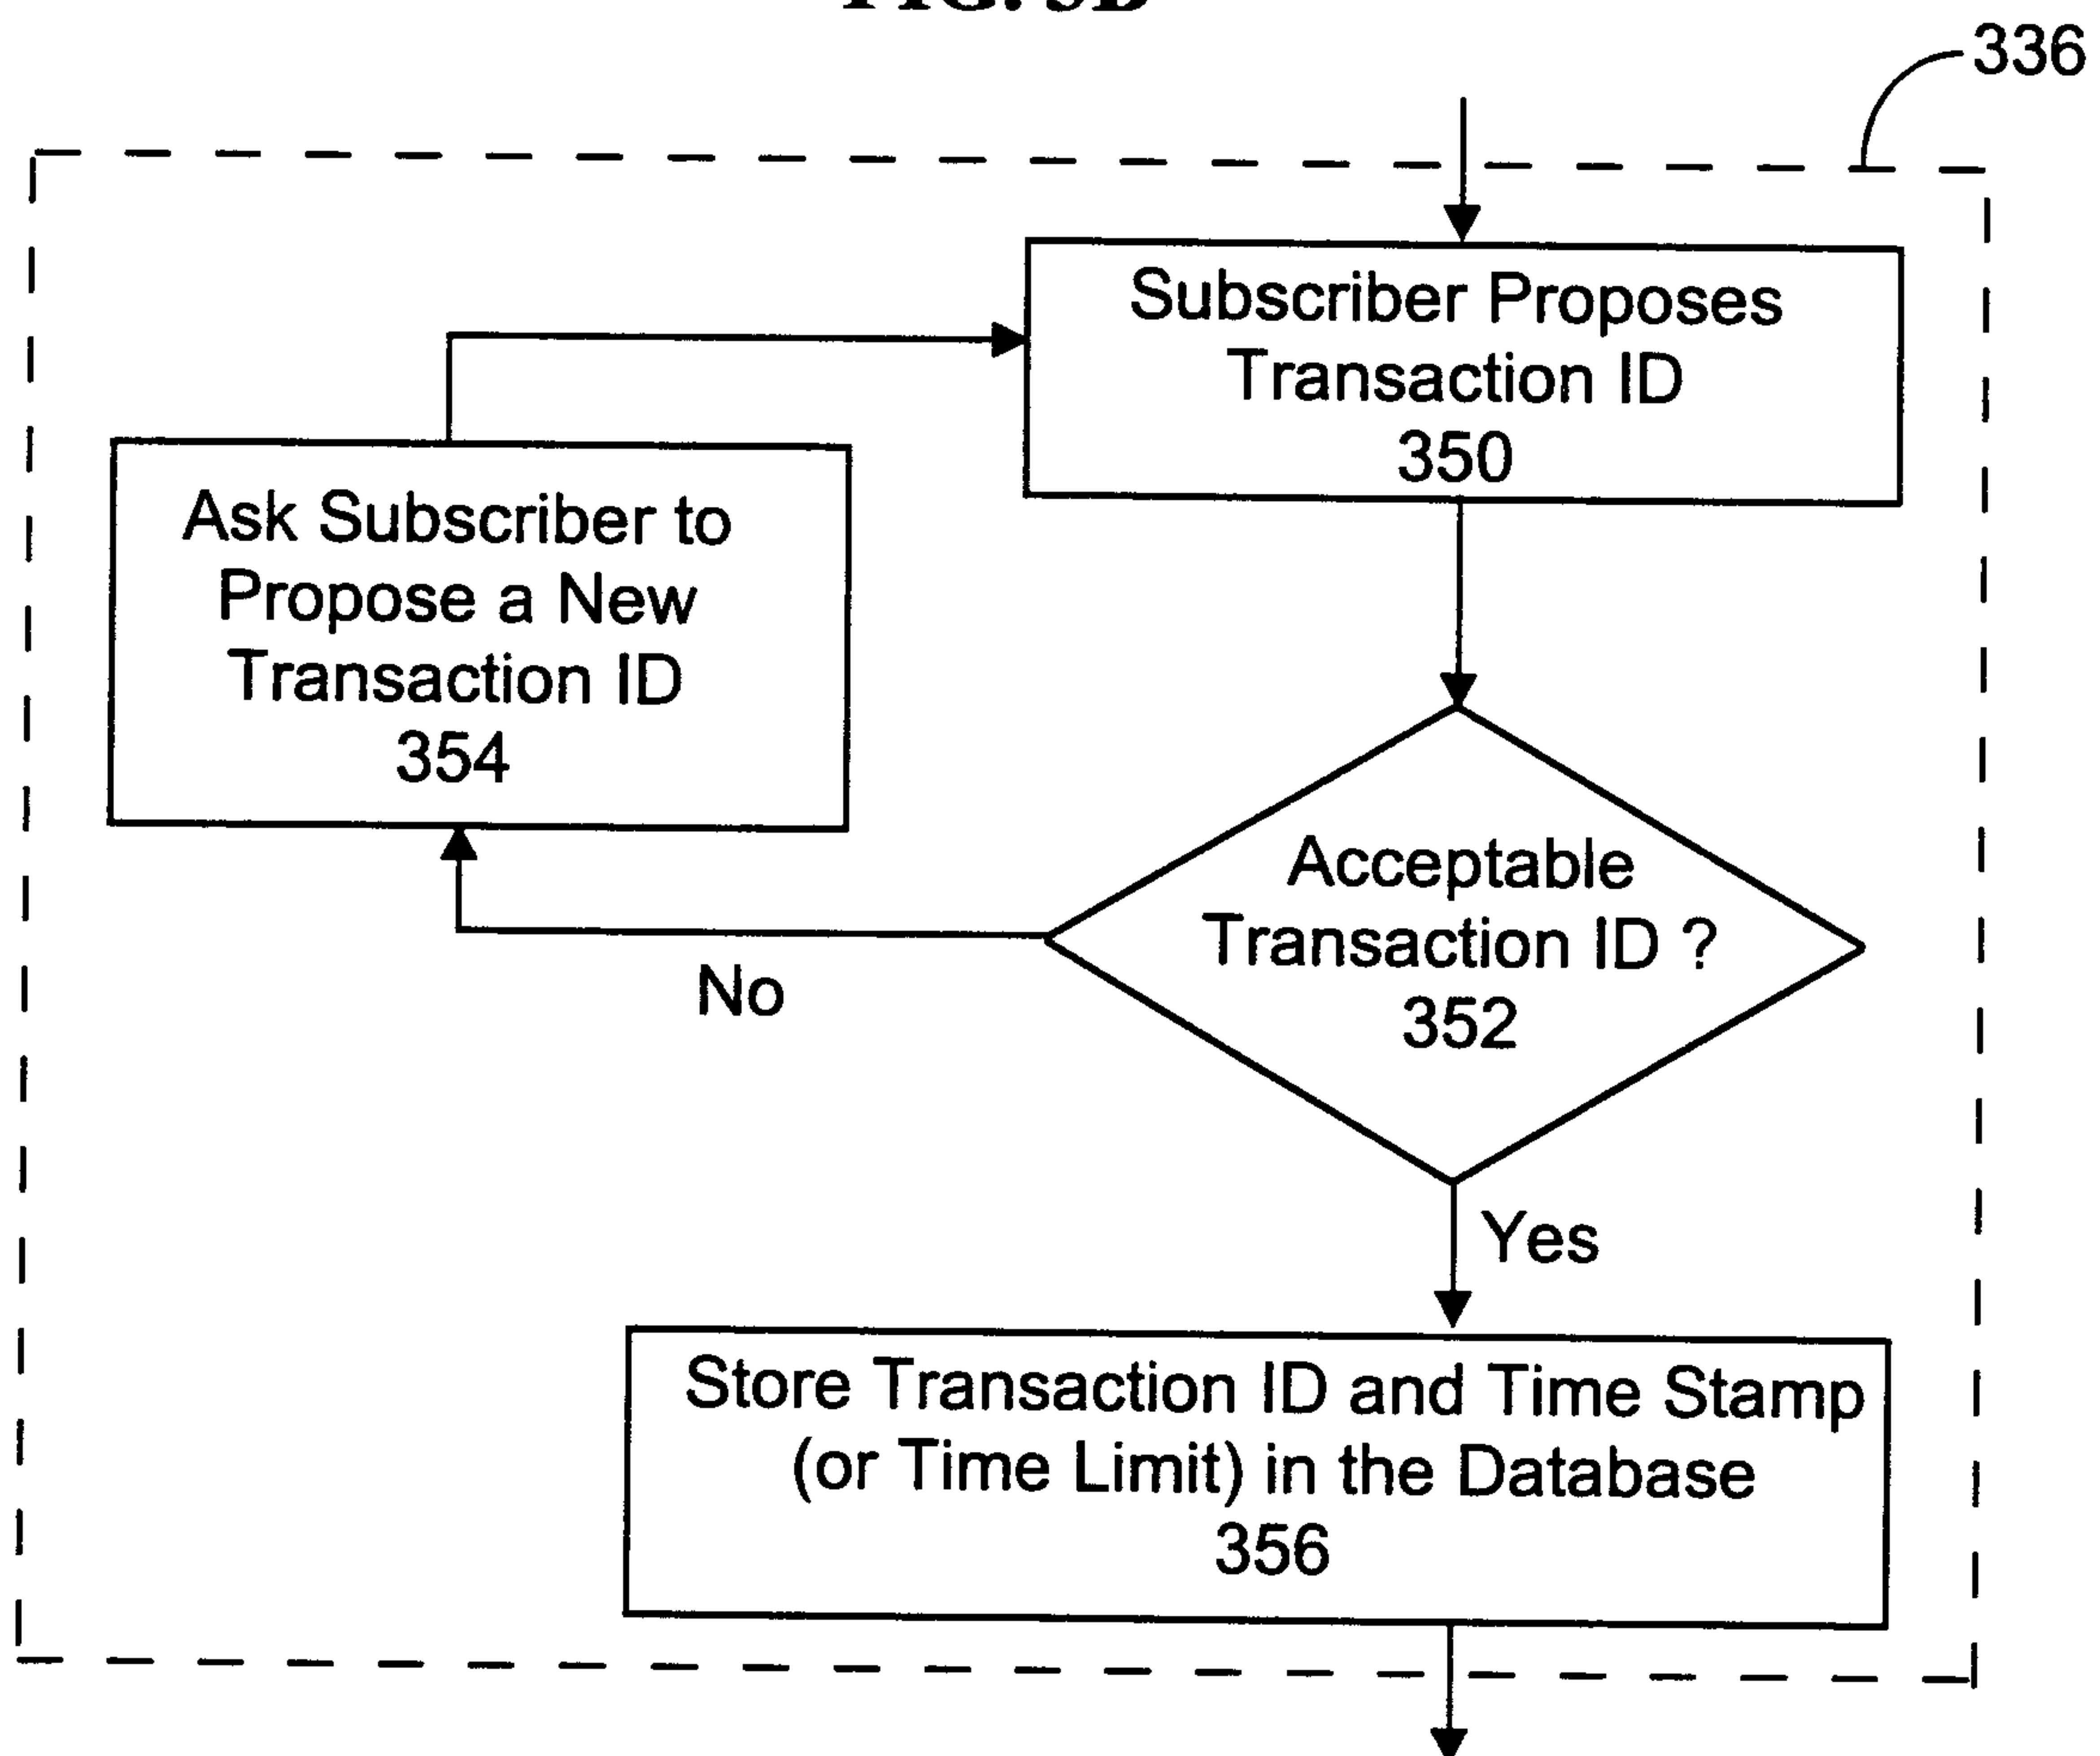 336
Subscriber Proposes
Transaction ID
350
Ask Subscriber to
Propose a New
Transaction ID
354
Acceptable
Transaction ID ?
352
No
Yes
Store Transaction ID and Time Stamp
(or Time Limit) in the Database
356